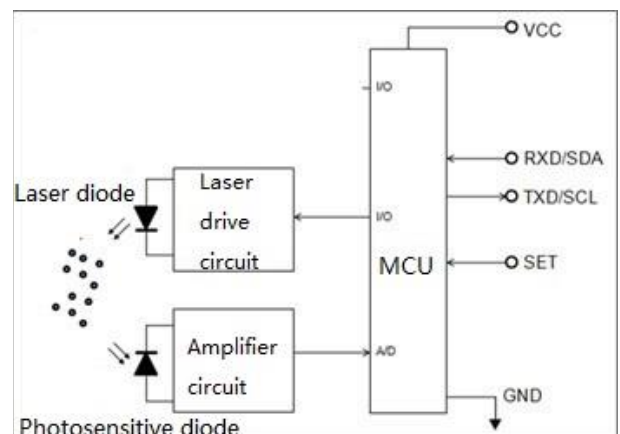 VCC
I/O
RXD/SDA
Laser diode
Laser
drive
circuit
I/O
TXD/SCL
MCU
SET
Amplifier
circuit
A/D
GND
Photosensitive diode